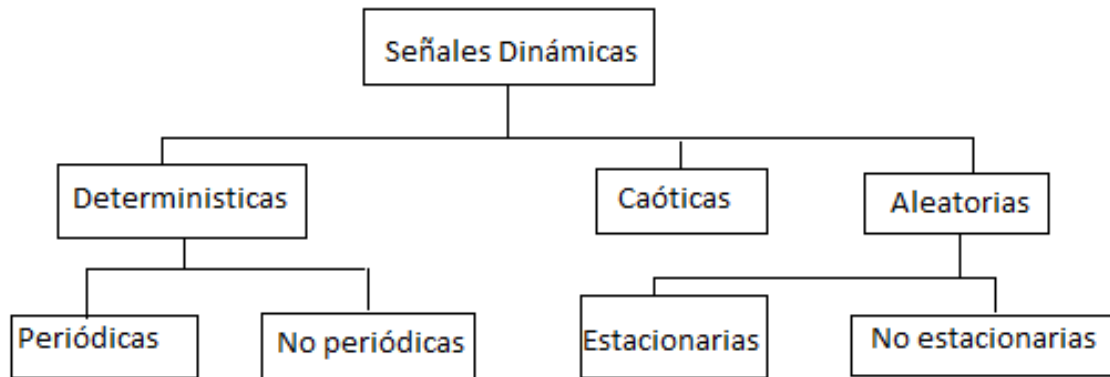 Señales Dinámicas
Deterministicas
Caóticas
Aleatorias
Periódicas
No periódicas
Estacionarias
No estacionarias